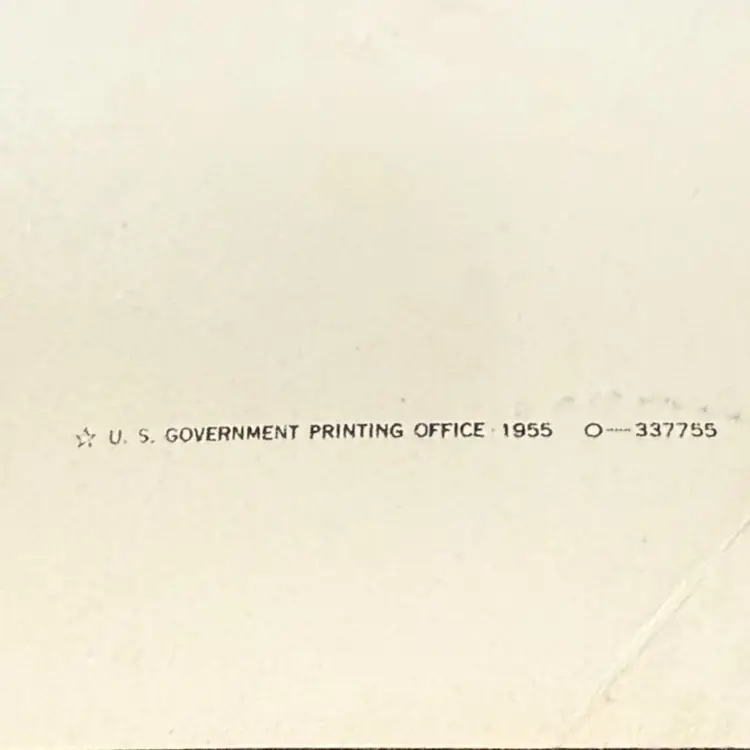 ☆ U. S. GOVERNMENT PRINTING OFFICE · 1955 O—337755